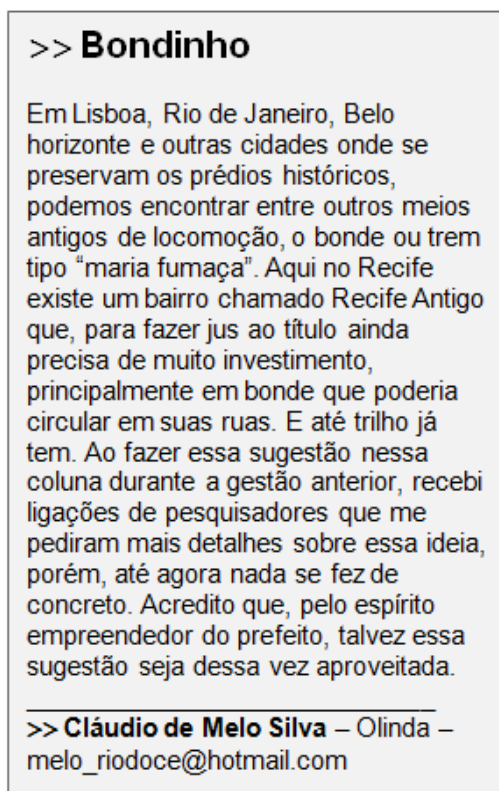 >> Bondinho
Em Lisboa, Rio de Janeiro, Belo
horizonte e outras cidades onde se
preservam os prédios históricos,
podemos encontrar entre outros meios
antigos de locomoção, o bonde ou trem
tipo “maria fumaça”. Aqui no Recife
existe um bairro chamado Recife Antigo
que, para fazer jus ao título ainda
precisa de muito investimento,
principalmente em bonde que poderia
circular em suas ruas. E até trilho já
tem. Ao fazer essa sugestão nessa
coluna durante a gestão anterior, recebi
ligações de pesquisadores que me
pediram mais detalhes sobre essa ideia,
porém, até agora nada se fez de
concreto. Acredito que, pelo espírito
empreendedor do prefeito, talvez essa
sugestão seja dessa vez aproveitada.
>> Cláudio de Melo Silva – Olinda –
melo_riodoce@hotmail.com